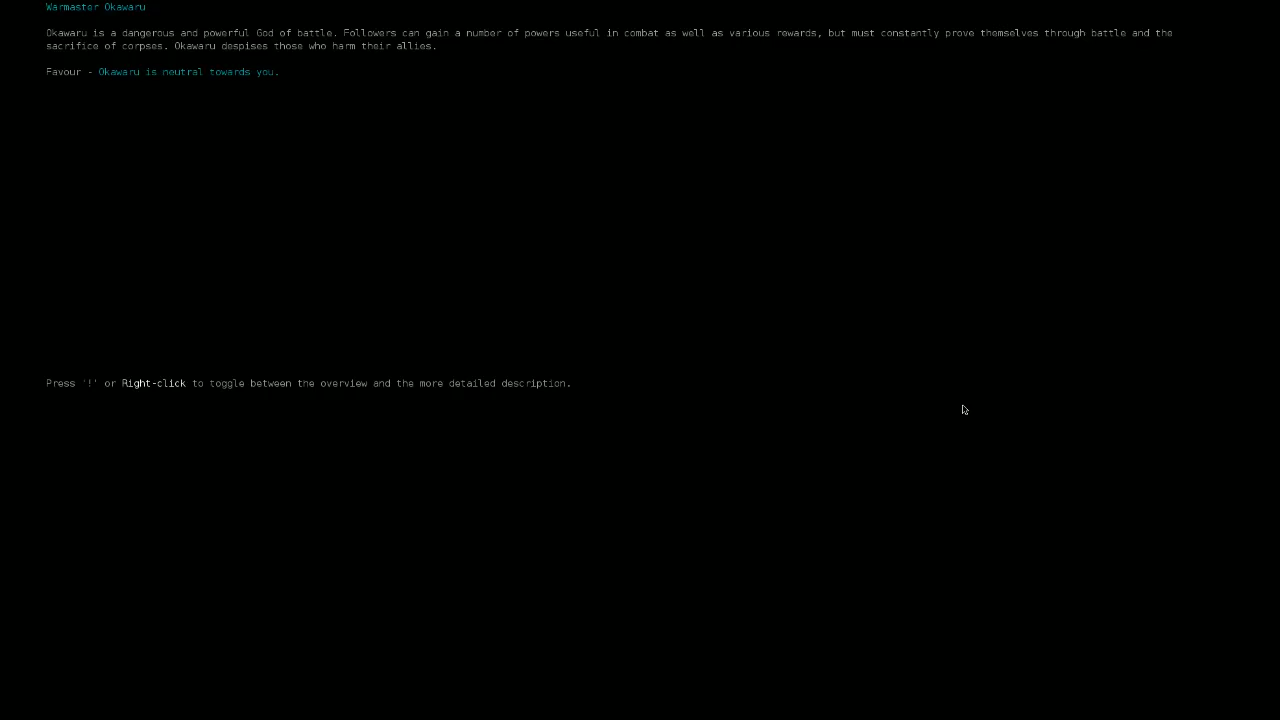 Warmaster Okawaru
Okawaru is a dangerous and powerful God of battle. Followers can gain a number of powers useful in combat as well as various rewards, but must constantly prove themselves through battle and the
sacrifice of corpses. Okawaru despises those who harm their allies.
Favour - Okawaru is neutral towards you.
Press '!' or Right-click to toggle between the overview and the more detailed description.